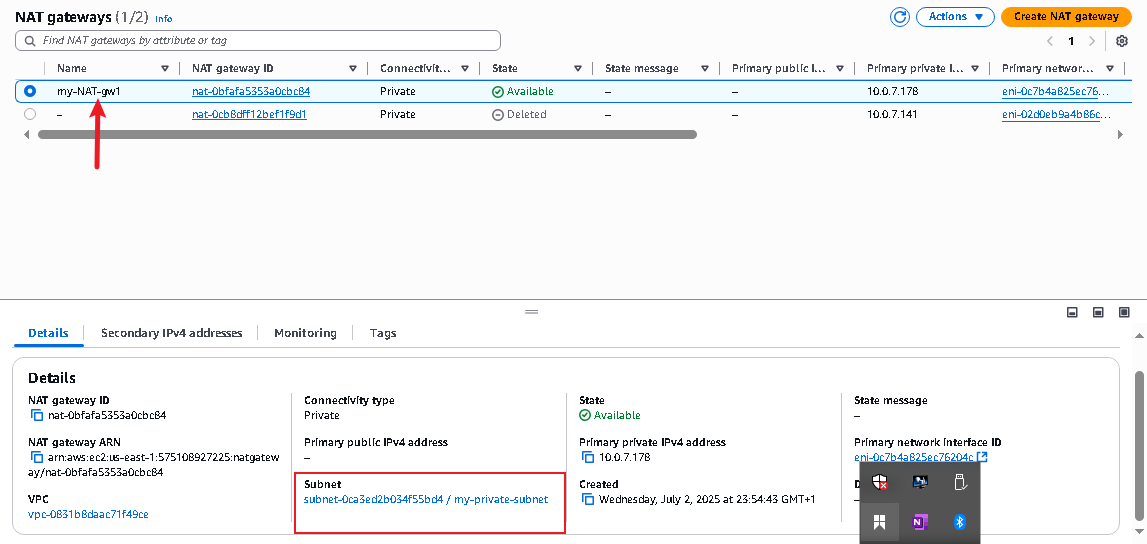 NAT gateways (1/2) Info
Actions
Create NAT gateway
Find NAT gateways by attribute or tag
1
Name NAT gateway ID Connectivit... State State message Primary public I... Primary private I... Primary networ...
my-NAT-gw1 nat-0bfafa5353a0cbc84 Private Available – – 10.0.7.178 eni-0c7b4a825ec76...
– nat-0cb8dff12bef1f9d1 Private Deleted – – 10.0.7.141 eni-02d0eb9a4b86c...
Details Secondary IPv4 addresses Monitoring Tags
Details
NAT gateway ID
nat-0bfafa5353a0cbc84
NAT gateway ARN
arn:aws:ec2:us-east-1:575108927225:natgatew
ay/nat-0bfafa5353a0cbc84
VPC
vpc-0831b8daac71f49ce
Connectivity type
Private
Primary public IPv4 address
–
Subnet
subnet-0ca3ed2b034f55bd4 / my-private-subnet
State
Available
Primary private IPv4 address
10.0.7.178
Created
Wednesday, July 2, 2025 at 23:54:43 GMT+1
State message
–
Primary network interface ID
eni-0c7b4a825ec76204c